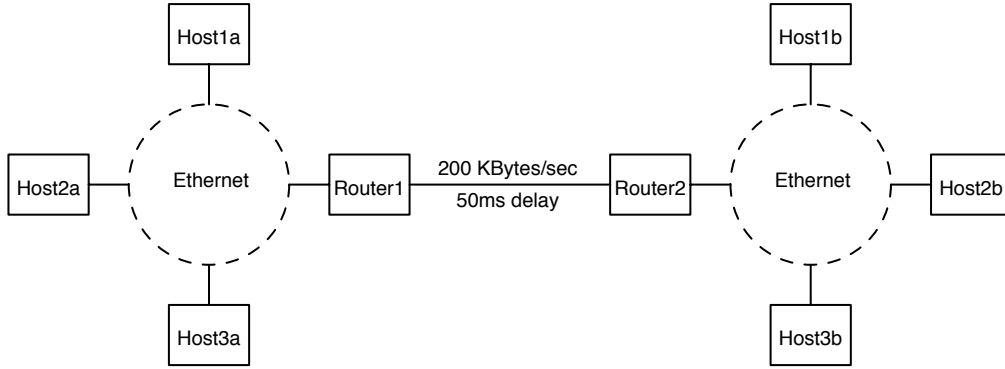 Host1a
Host1b
Host2a
Ethernet
Router1
200 KBytes/sec
50ms delay
Router2
Ethernet
Host2b
Host3a
Host3b